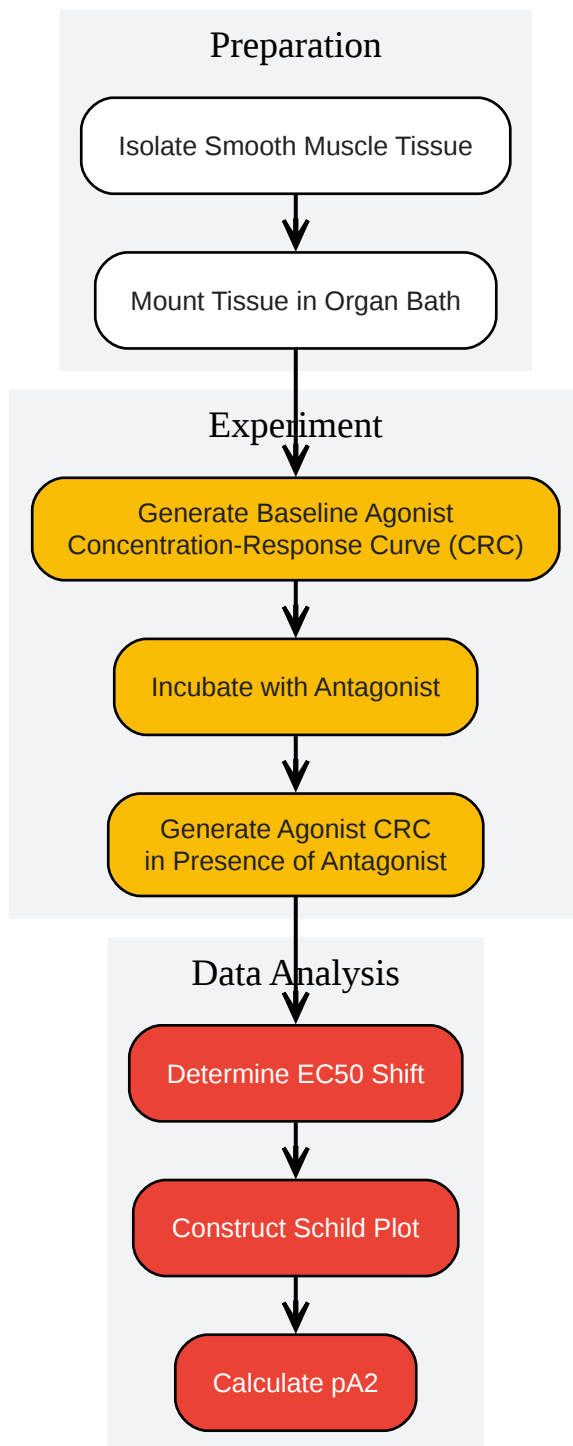 Preparation
Isolate Smooth Muscle Tissue
Mount Tissue in Organ Bath
Experiment
Generate Baseline Agonist
Concentration-Response Curve (CRC)
Incubate with Antagonist
Generate Agonist CRC
in Presence of Antagonist
Data Analysis
Determine EC50 Shift
Construct Schild Plot
Calculate pA2